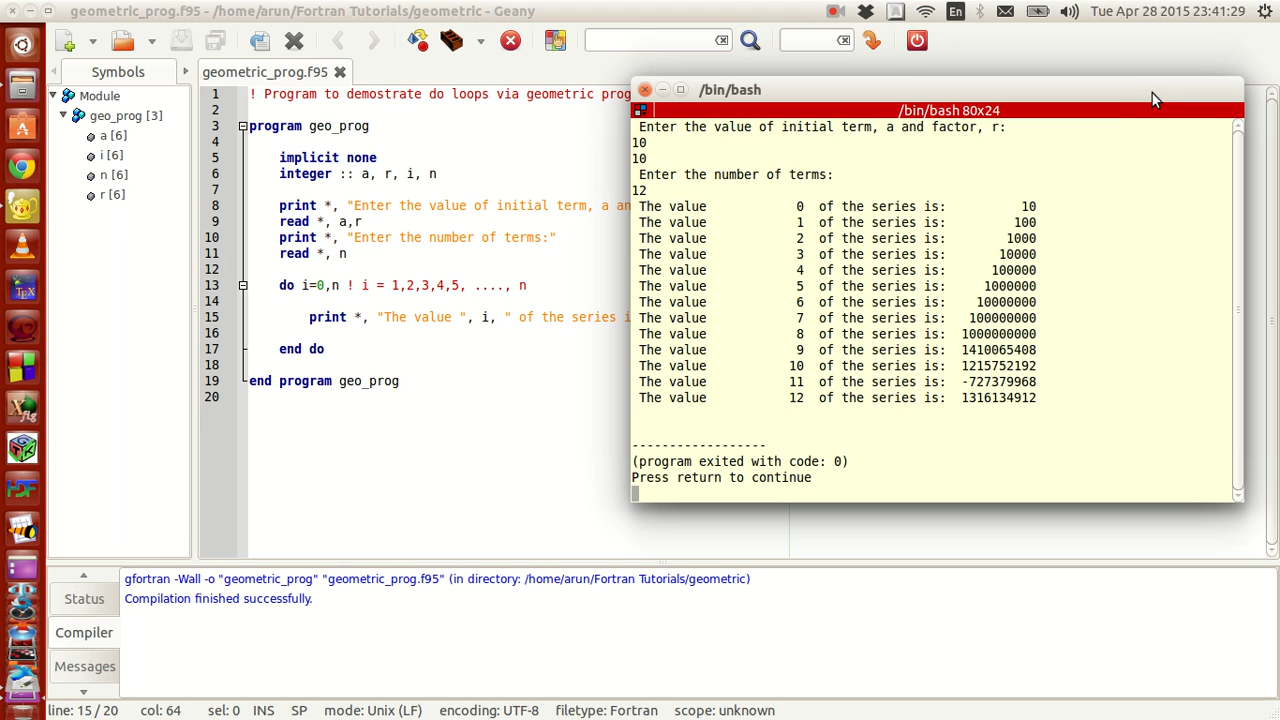 geometric_prog.f95 - /home/arun/Fortran Tutorials/geometric - Geany
En
Tue Apr 28 2015 23:41:29
Symbols
geometric_prog.f95
Module
geo_prog [3]
a [6]
i [6]
n [6]
r [6]
1 ! Program to demostrate do loops via geometric prog
2
3 program geo_prog
4
5 implicit none
6 integer :: a, r, i, n
7
8 print *, "Enter the value of initial term, a an
9 read *, a,r
10 print *, "Enter the number of terms:"
11 read *, n
12
13 do i=0,n ! i = 1,2,3,4,5, ...., n
14
15 print *, "The value ", i, " of the series i
16
17 end do
18
19 end program geo_prog
20
/bin/bash
/bin/bash 80x24
Enter the value of initial term, a and factor, r:
10
10
Enter the number of terms:
12
The value 0 of the series is: 10
The value 1 of the series is: 100
The value 2 of the series is: 1000
The value 3 of the series is: 10000
The value 4 of the series is: 100000
The value 5 of the series is: 1000000
The value 6 of the series is: 10000000
The value 7 of the series is: 100000000
The value 8 of the series is: 1000000000
The value 9 of the series is: 1410065408
The value 10 of the series is: 1215752192
The value 11 of the series is: -727379968
The value 12 of the series is: 1316134912
------------------
(program exited with code: 0)
Press return to continue
Status
Compiler
Messages
gfortran -Wall -o "geometric_prog" "geometric_prog.f95" (in directory: /home/arun/Fortran Tutorials/geometric)
Compilation finished successfully.
line: 15 / 20 col: 64 sel: 0 INS SP mode: Unix (LF) encoding: UTF-8 filetype: Fortran scope: unknown